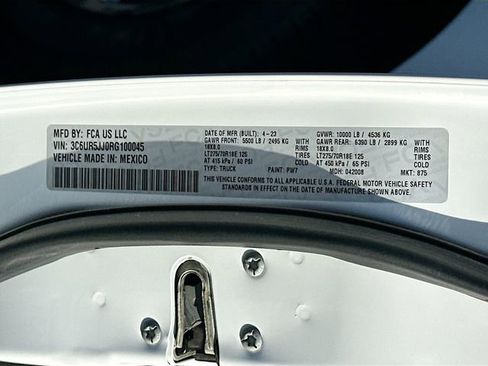 MFD BY: FCA US LLC
VIN: 3C6UR5JJ0RG100045
VEHICLE MADE IN: MEXICO
DATE OF MFR (BUILT): 4-23 GVWR: 10000 LB / 4536 KG
GAWR FRONT: 5500 LB / 2495 KG WITH GAWR REAR: 6390 LB / 2899 KG WITH
18X8.0 RIMS 18X8.0 RIMS
LT275/70R18E 125 TIRES LT275/70R18E 125 TIRES
AT 415 kPa / 60 PSI AT 450 kPa / 65 PSI
TYPE: TRUCK PAINT: PW7 MDH: 042008 MKT: 875
THIS VEHICLE CONFORMS TO ALL APPLICABLE U.S.A. FEDERAL MOTOR VEHICLE SAFETY
STANDARDS IN EFFECT ON THE DATE OF MANUFACTURE SHOWN ABOVE.